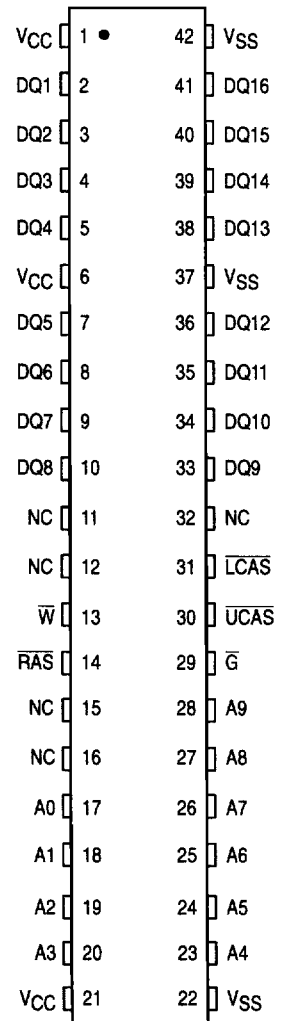 VCC 1 42 VSS
DQ1 2 41 DQ16
DQ2 3 40 DQ15
DQ3 4 39 DQ14
DQ4 5 38 DQ13
VCC 6 37 VSS
DQ5 7 36 DQ12
DQ6 8 35 DQ11
DQ7 9 34 DQ10
DQ8 10 33 DQ9
NC 11 32 NC
NC 12 31 L̅C̅A̅S̅
W̅ 13 30 U̅C̅A̅S̅
R̅A̅S̅ 14 29 G̅
NC 15 28 A9
NC 16 27 A8
A0 17 26 A7
A1 18 25 A6
A2 19 24 A5
A3 20 23 A4
VCC 21 22 VSS